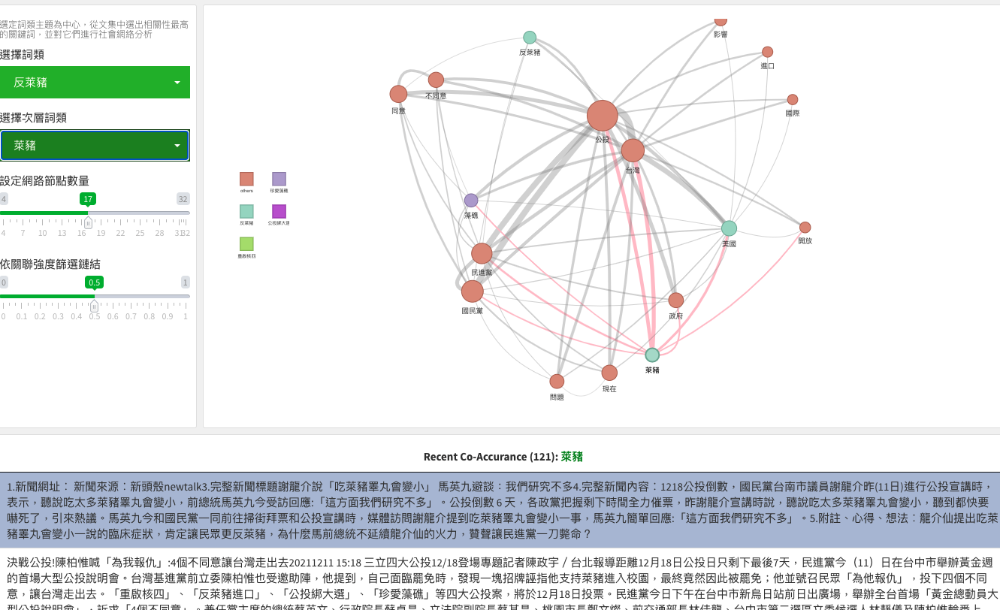 選定詞類主題為中心，從文集中選出相關性最高
的關鍵詞，並對它們進行社會網絡分析
選擇詞類
反萊豬
選擇次層詞類
萊豬
設定網路節點數量
4 17 32
4 7 10 13 16 19 22 25 28 31 32
依關聯強度篩選鏈結
0 0.5 1
0 0.1 0.2 0.3 0.4 0.5 0.6 0.7 0.8 0.9 1
影響
反萊豬
進口
不同意
同意
國際
公投
台灣
others 珍愛藻礁
反萊豬 公投綁大選
重啟核四
藻礁
美國
開放
民進黨
國民黨
政府
萊豬
現在
問題
Recent Co-Accurance (121): 萊豬
1.新聞網址： 新聞來源：新頭殼newtalk3.完整新聞標題謝龍介說「吃萊豬睪丸會變小」 馬英九避談：我們研究不多4.完整新聞內容：1218公投倒數，國民黨台南市議員謝龍介昨(11日)進行公投宣講時，
表示，聽說吃太多萊豬睪丸會變小，前總統馬英九今受訪回應:「這方面我們研究不多」。公投倒數 6 天，各政黨把握剩下時間全力催票，昨謝龍介宣講時說，聽說吃太多萊豬睪丸會變小，聽到都快要
嚇死了，引來熱議。馬英九今和國民黨一同前往掃街拜票和公投宣講時，媒體訪問謝龍介提到吃萊豬睪丸會變小一事，馬英九簡單回應:「這方面我們研究不多」。5.附註、心得、想法：龍介仙提出吃萊
豬睪丸會變小一說的臨床症狀，肯定讓民眾更反萊豬，為什麼馬前總統不延續龍介仙的火力，贊聲讓民進黨一刀斃命？
決戰公投!陳柏惟喊「為我報仇」:4個不同意讓台灣走出去20211211 15:18 三立四大公投12/18登場專題記者陳政宇 / 台北報導距離12月18日公投日只剩下最後7天，民進黨今（11）日在台中市舉辦黃金週
的首場大型公投說明會。台灣基進黨前立委陳柏惟也受邀助陣，他提到，自己面臨罷免時，發現一塊招牌誣指他支持萊豬進入校園，最終竟然因此被罷免；他並號召民眾「為他報仇」，投下四個不同
意，讓台灣走出去。「重啟核四」、「反萊豬進口」、「公投綁大選」、「珍愛藻礁」等四大公投案，將於12月18日投票。民進黨今日下午在台中市新烏日站前日出廣場，舉辦全台首場「黃金總動員大
型公投說明會」，訴求「4個不同意」。兼任黨主席的總統蔡英文、行政院長蘇貞昌、立法院副院長蔡其昌、桃園市長鄭文燦、前交通部長林佳龍、台中市第二選區立委候選人林靜儀及陳柏惟輪番上